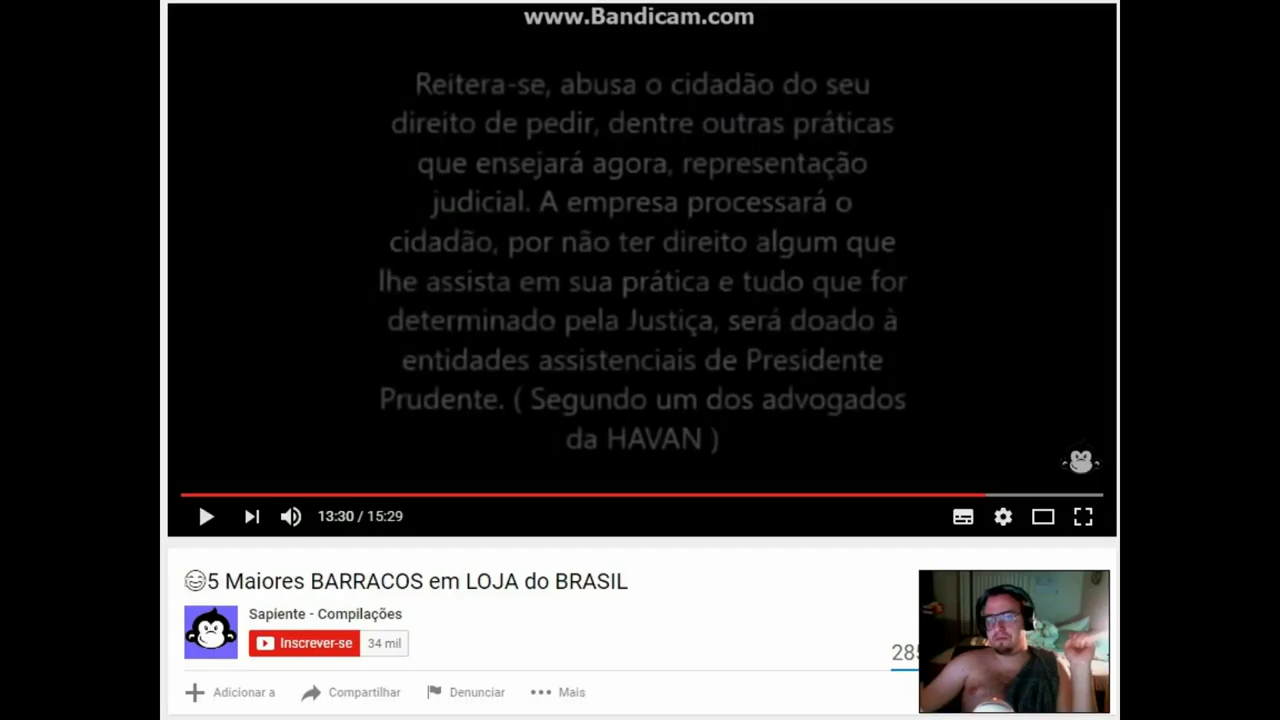 www.Bandicam.com
Reitera-se, abusa o cidadão do seu
direito de pedir, dentre outras práticas
que ensejará agora, representação
judicial. A empresa processará o
cidadão, por não ter direito algum que
lhe assista em sua prática e tudo que for
determinado pela Justiça, será doado à
entidades assistenciais de Presidente
Prudente. ( Segundo um dos advogados
da HAVAN )
13:30 / 15:29
😂5 Maiores BARRACOS em LOJA do BRASIL
Sapiente - Compilações
Inscrever-se 34 mil
Adicionar a Compartilhar Denunciar Mais